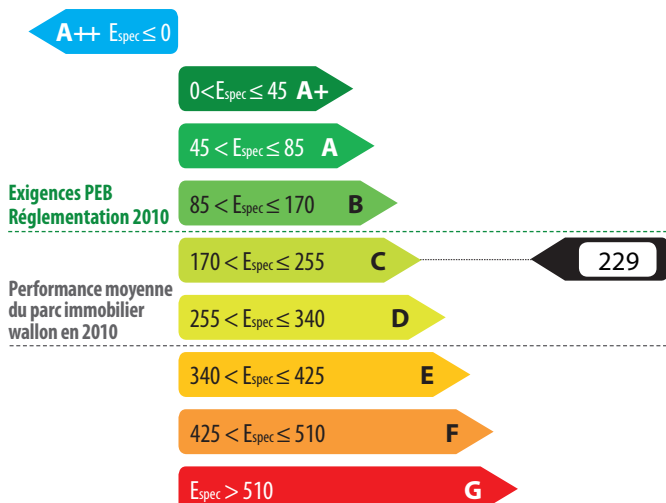 A++ Espec ≤ 0
0<Espec ≤ 45 A+
45 < Espec ≤ 85 A
Exigences PEB
Réglementation 2010
85 < Espec ≤ 170 B
170 < Espec ≤ 255 C
229
Performance moyenne
du parc immobilier
wallon en 2010
255 < Espec ≤ 340 D
340 < Espec ≤ 425 E
425 < Espec ≤ 510 F
Espec > 510 G